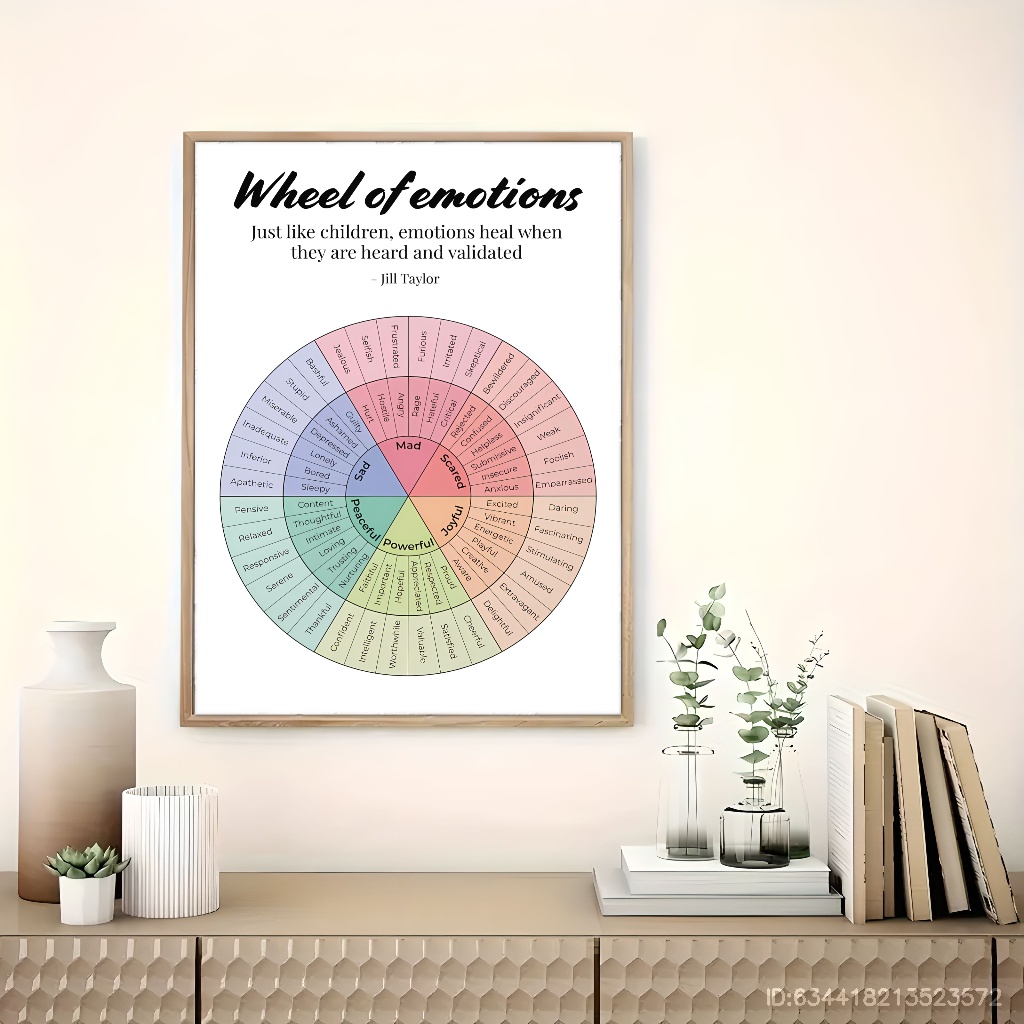 Wheel of emotions
Just like children, emotions heal when
they are heard and validated
– Jill Taylor
Mad
Scared
Joyful
Powerful
Peaceful
Sad
Hurt
Hostile
Angry
Rage
Hateful
Critical
Rejected
Confused
Helpless
Submissive
Insecure
Anxious
Excited
Vibrant
Energetic
Playful
Creative
Aware
Proud
Respected
Appreciated
Hopeful
Important
Faithful
Nurturing
Trusting
Loving
Intimate
Thoughtful
Content
Sleepy
Bored
Lonely
Depressed
Ashamed
Guilty
Jealous
Selfish
Frustrated
Furious
Irritated
Skeptical
Bewildered
Discouraged
Insignificant
Weak
Foolish
Emparrassed
Daring
Fascinating
Stimulating
Amused
Extravagant
Delightful
Cheerful
Satisfied
Valuable
Worthwhile
Intelligent
Confident
Thankful
Sentimental
Serene
Responsive
Relaxed
Pensive
Apathetic
Inferior
Inadequate
Miserable
Stupid
Bashful
ID:634418213523572